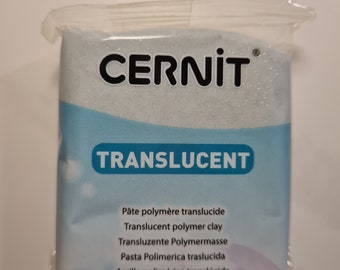 CERNiT®
TRANSLUCENT
Pâte polymère translucide
Translucent polymer clay
Transluzente Polymermasse
Pasta Polimerica traslucida